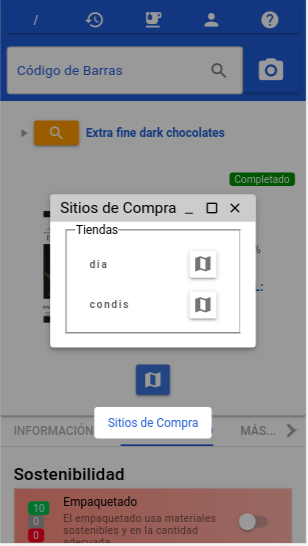 /
Código de Barras
Extra fine dark chocolates
Completado
Sitios de Compra
Tiendas
dia
condis
%
:
Sitios de Compra
INFORMACIÓN
O
MÁS...
Sostenibilidad
Empaquetado
10
0
0
El empaquetado usa materiales
sostenibles y en la cantidad
adecuada